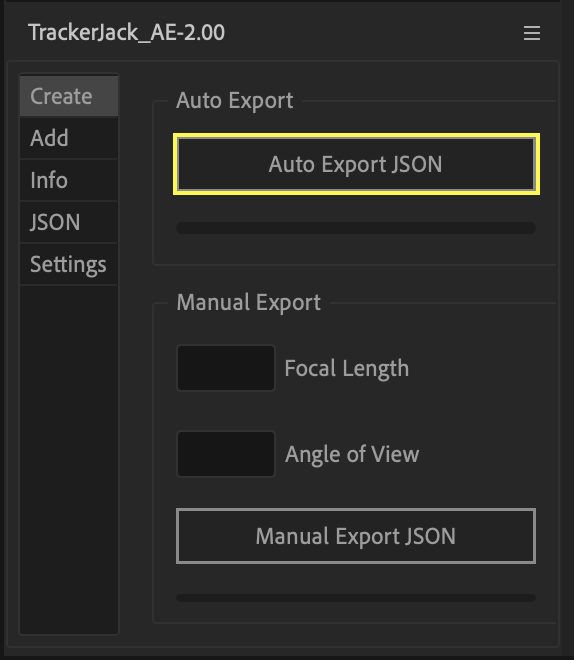 TrackerJack_AE-2.00
Create
Add
Info
JSON
Settings
Auto Export
Auto Export JSON
Manual Export
Focal Length
Angle of View
Manual Export JSON